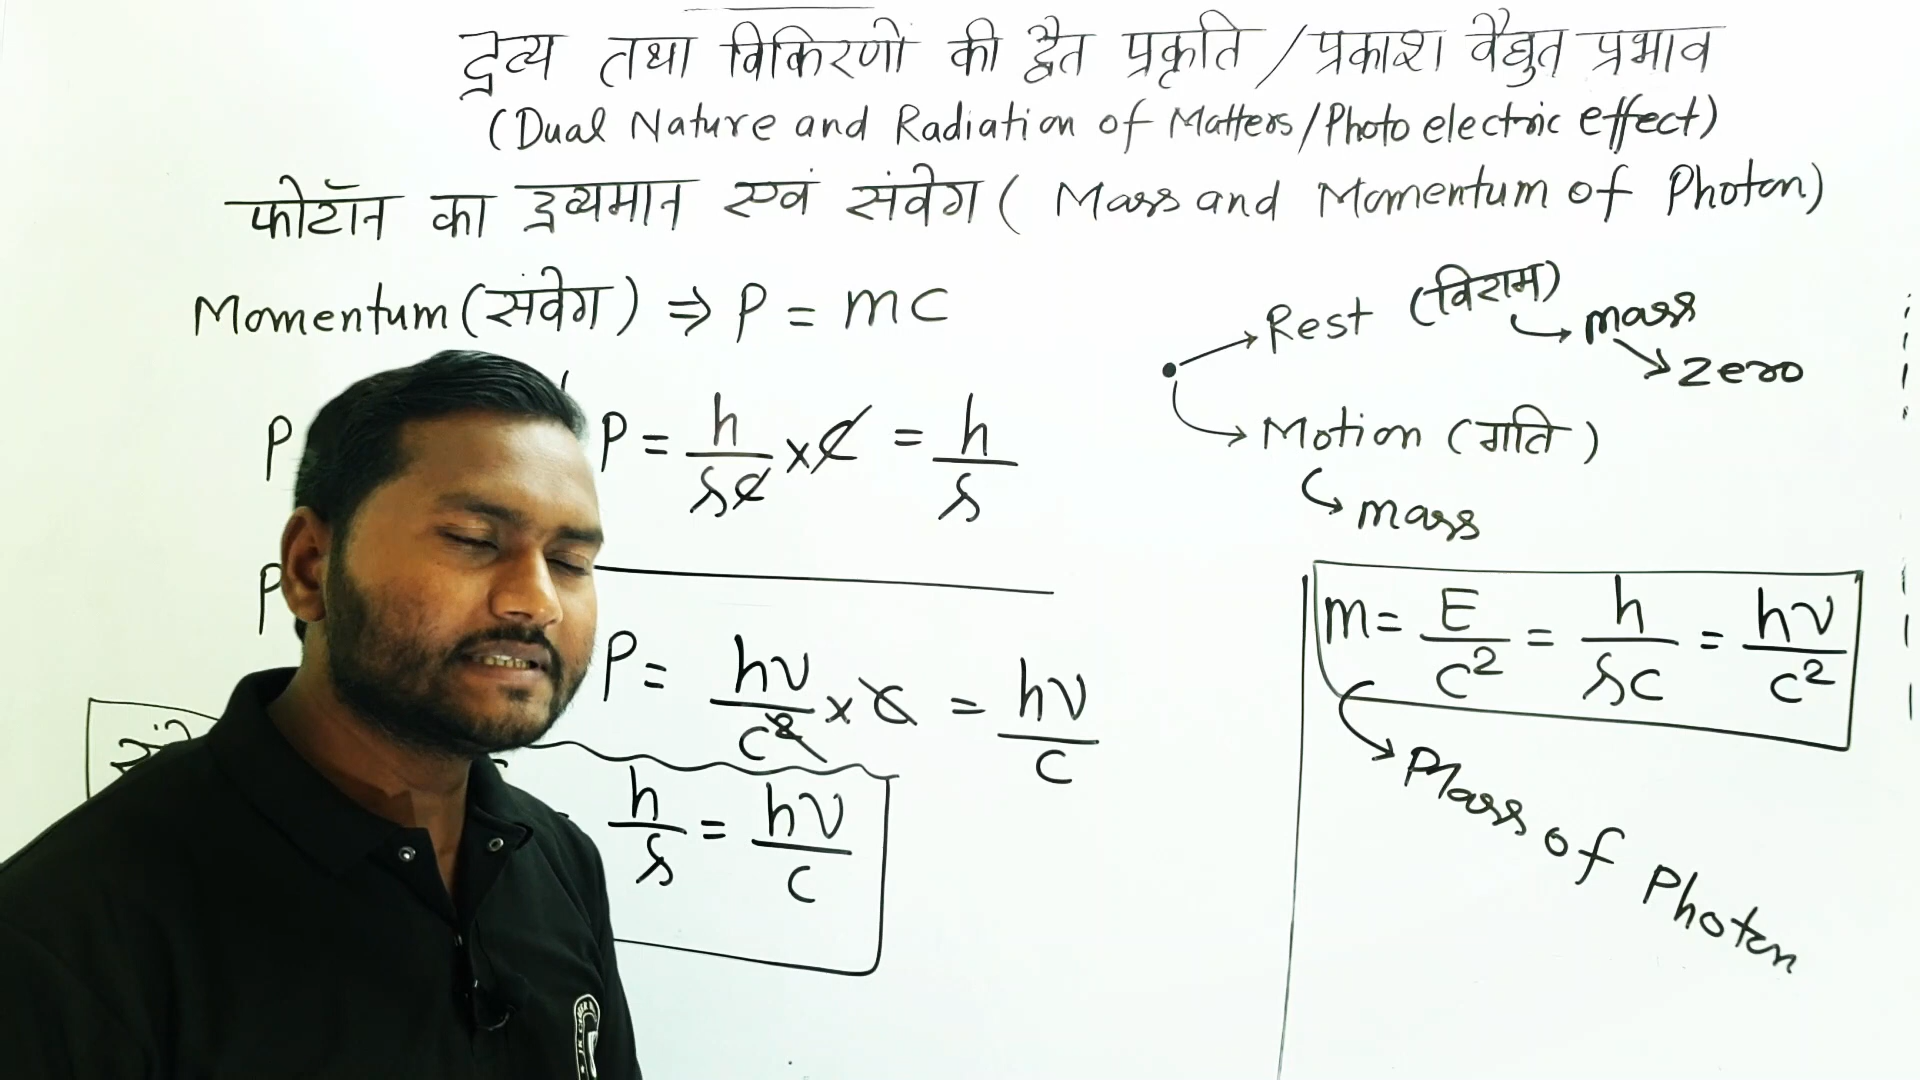 द्रव्य तथा विकिरणो की द्वैत प्रकृति / प्रकाश वैद्युत प्रभाव
(Dual Nature and Radiation of Matters/Photo electric effect)
फोटॉन का द्रव्यमान एवं संवेग ( Mass and Momentum of Photon)
Momentum (संवेग) ⇒ P = mc
P
P = h/λc × c = h/λ
P
P = hν/c² × c = hν/c
h/λ = hν/c
Rest (विराम)
mass
zero
Motion (गति)
mass
m = E/c² = h/λc = hν/c²
Mass of Photon